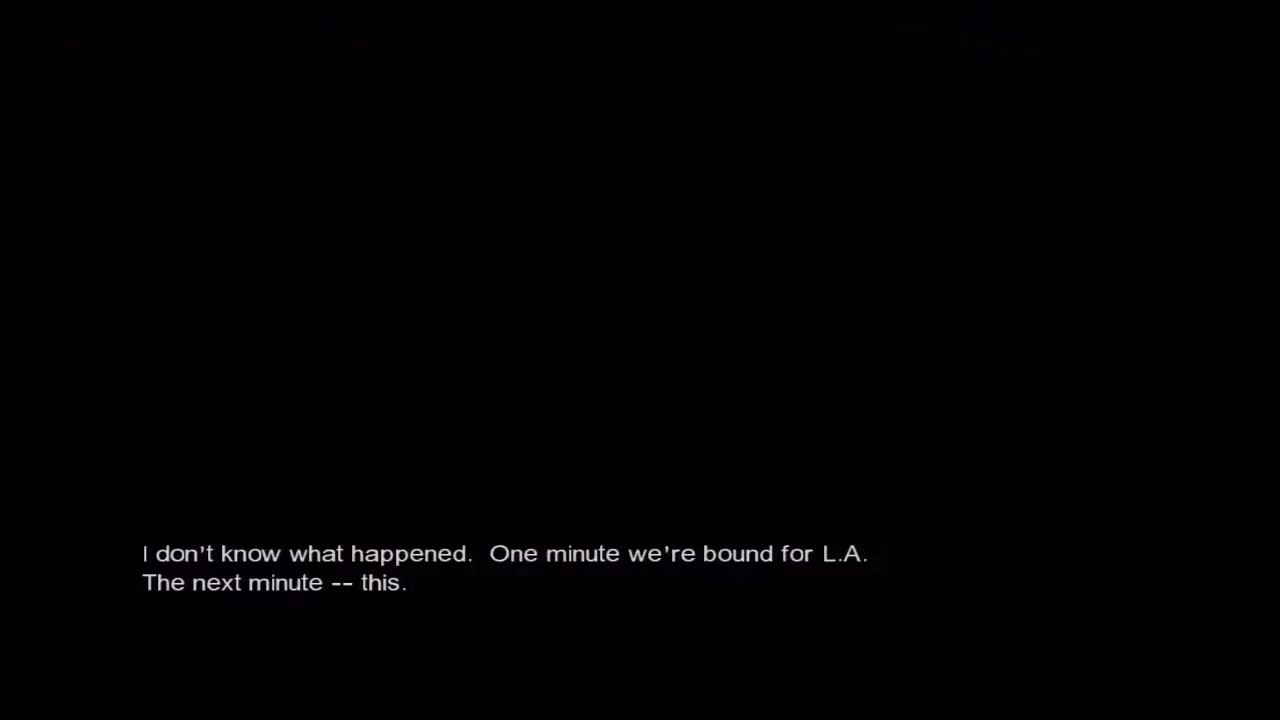 I don't know what happened.  One minute we're bound for L.A.
The next minute -- this.